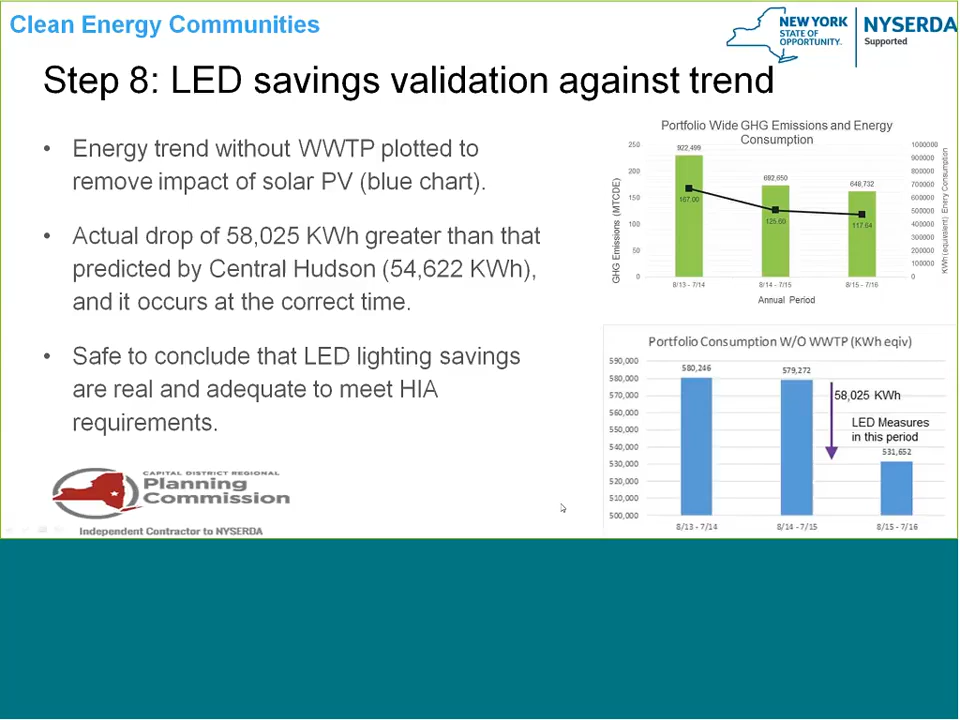 Clean Energy Communities
NEW YORK
STATE OF
OPPORTUNITY.
NYSERDA
Supported
Step 8: LED savings validation against trend
• Energy trend without WWTP plotted to
remove impact of solar PV (blue chart).
• Actual drop of 58,025 KWh greater than that
predicted by Central Hudson (54,622 KWh),
and it occurs at the correct time.
• Safe to conclude that LED lighting savings
are real and adequate to meet HIA
requirements.
CAPITAL DISTRICT REGIONAL
Planning
Commission
Independent Contractor to NYSERDA
Portfolio Wide GHG Emissions and Energy
Consumption
GHG Emissions (MTCDE)
250
200
150
100
50
0
922,499
692,650
648,732
167.00
125.69
117.64
1000000
900000
800000
700000
600000
500000
400000
300000
200000
100000
0
KWh (equivalent) Enery Consumption
8/13 - 7/14
8/14 - 7/15
8/15 - 7/16
Annual Period
Portfolio Consumption W/O WWTP (KWh equiv)
590,000
580,000
570,000
560,000
550,000
540,000
530,000
520,000
510,000
500,000
580,246
579,272
58,025 KWh
LED Measures
in this period
531,652
8/13 - 7/14
8/14 - 7/15
8/15 - 7/16